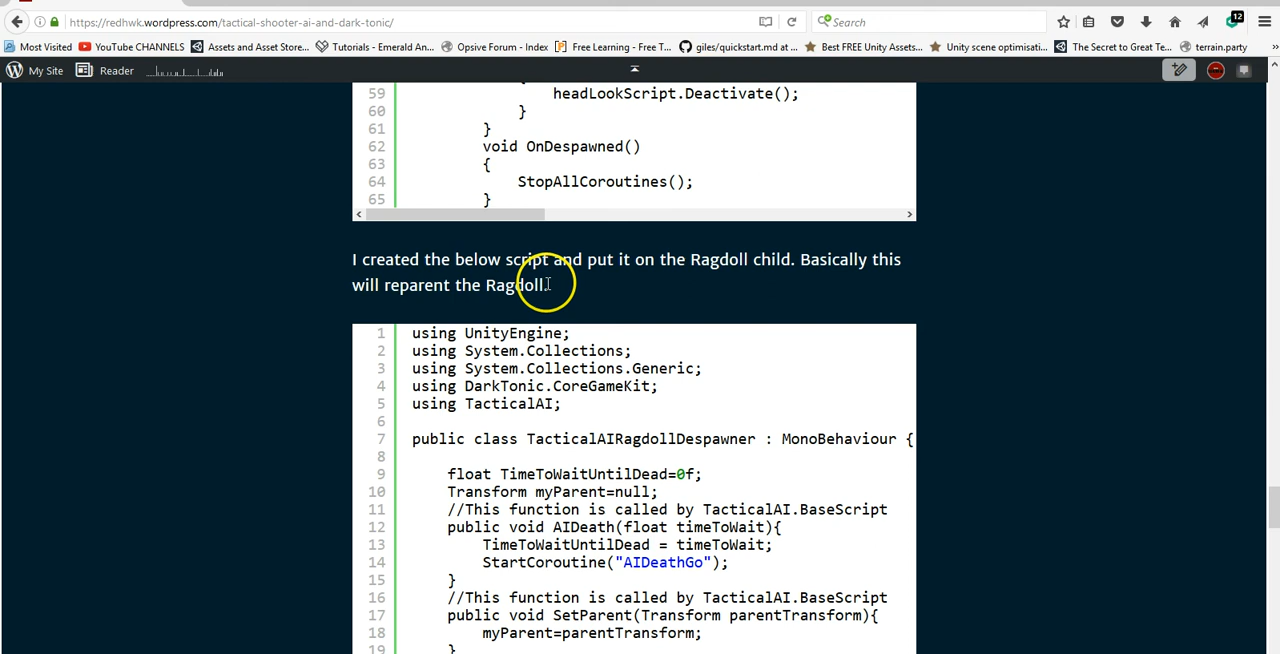 https://redhwk.wordpress.com/tactical-shooter-ai-and-dark-tonic/
Search
12
Most Visited YouTube CHANNELS Assets and Asset Store... Tutorials - Emerald An... Opsive Forum - Index Free Learning - Free T... giles/quickstart.md at ... Best FREE Unity Assets... Unity scene optimisati... The Secret to Great Te... terrain.party
My Site Reader
59 headLookScript.Deactivate();
60 }
61 }
62 void OnDespawned()
63 {
64 StopAllCoroutines();
65 }
I created the below script and put it on the Ragdoll child. Basically this
will reparent the Ragdoll.
1 using UnityEngine;
2 using System.Collections;
3 using System.Collections.Generic;
4 using DarkTonic.CoreGameKit;
5 using TacticalAI;
6
7 public class TacticalAIRagdollDespawner : MonoBehaviour {
8
9 float TimeToWaitUntilDead=0f;
10 Transform myParent=null;
11 //This function is called by TacticalAI.BaseScript
12 public void AIDeath(float timeToWait){
13 TimeToWaitUntilDead = timeToWait;
14 StartCoroutine("AIDeathGo");
15 }
16 //This function is called by TacticalAI.BaseScript
17 public void SetParent(Transform parentTransform){
18 myParent=parentTransform;
19 }